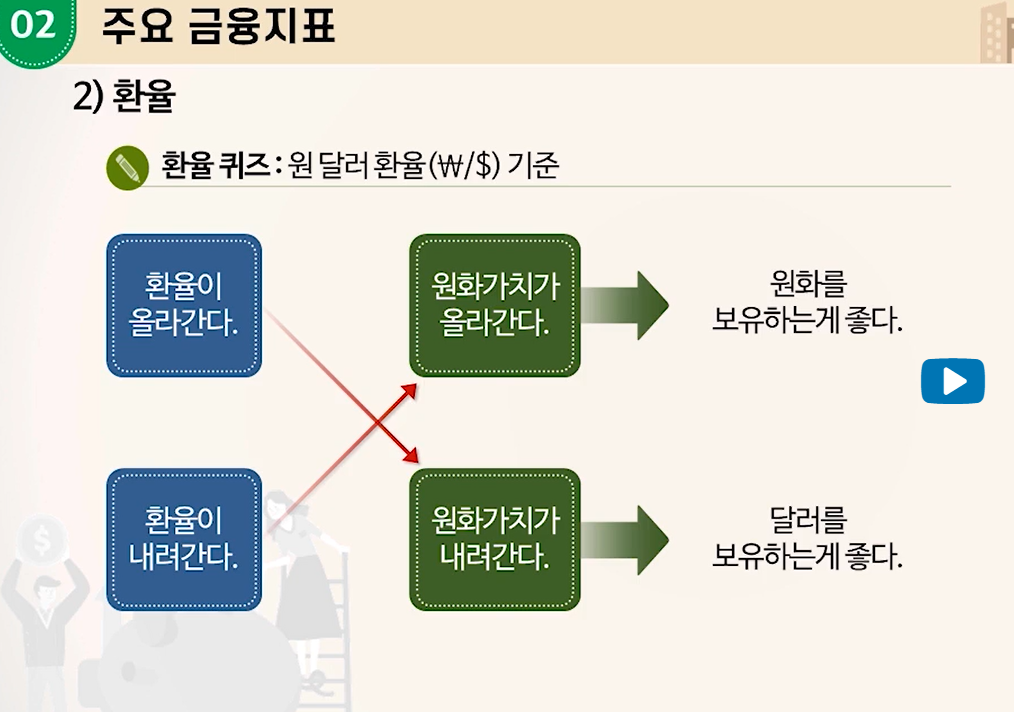 02 주요 금융지표
2) 환율
환율 퀴즈 : 원 달러 환율(₩/$) 기준
환율이
올라간다.
원화가치가
올라간다.
원화를
보유하는게 좋다.
환율이
내려간다.
원화가치가
내려간다.
달러를
보유하는게 좋다.
$